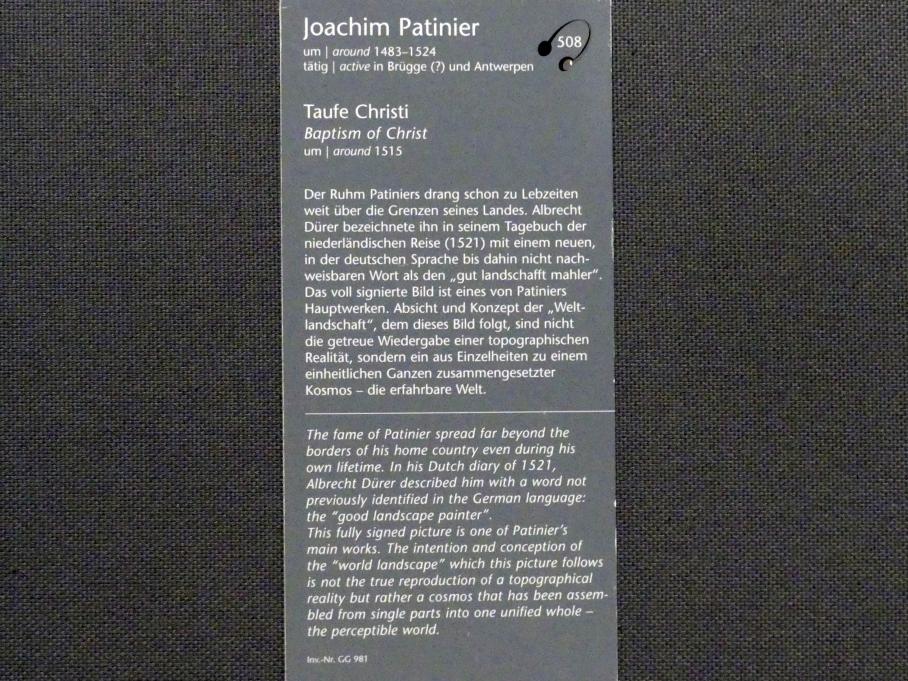 Joachim Patinier
um | around 1483–1524
tätig | active in Brügge (?) und Antwerpen
508
Taufe Christi
Baptism of Christ
um | around 1515
Der Ruhm Patiniers drang schon zu Lebzeiten
weit über die Grenzen seines Landes. Albrecht
Dürer bezeichnete ihn in seinem Tagebuch der
niederländischen Reise (1521) mit einem neuen,
in der deutschen Sprache bis dahin nicht nach-
weisbaren Wort als den „gut landschafft mahler“.
Das voll signierte Bild ist eines von Patiniers
Hauptwerken. Absicht und Konzept der „Welt-
landschaft“, dem dieses Bild folgt, sind nicht
die getreue Wiedergabe einer topographischen
Realität, sondern ein aus Einzelheiten zu einem
einheitlichen Ganzen zusammengesetzter
Kosmos – die erfahrbare Welt.
The fame of Patinier spread far beyond the
borders of his home country even during his
own lifetime. In his Dutch diary of 1521,
Albrecht Dürer described him with a word not
previously identified in the German language:
the “good landscape painter”.
This fully signed picture is one of Patinier’s
main works. The intention and conception of
the “world landscape” which this picture follows
is not the true reproduction of a topographical
reality but rather a cosmos that has been assem-
bled from single parts into one unified whole –
the perceptible world.
Inv.-Nr. GG 981